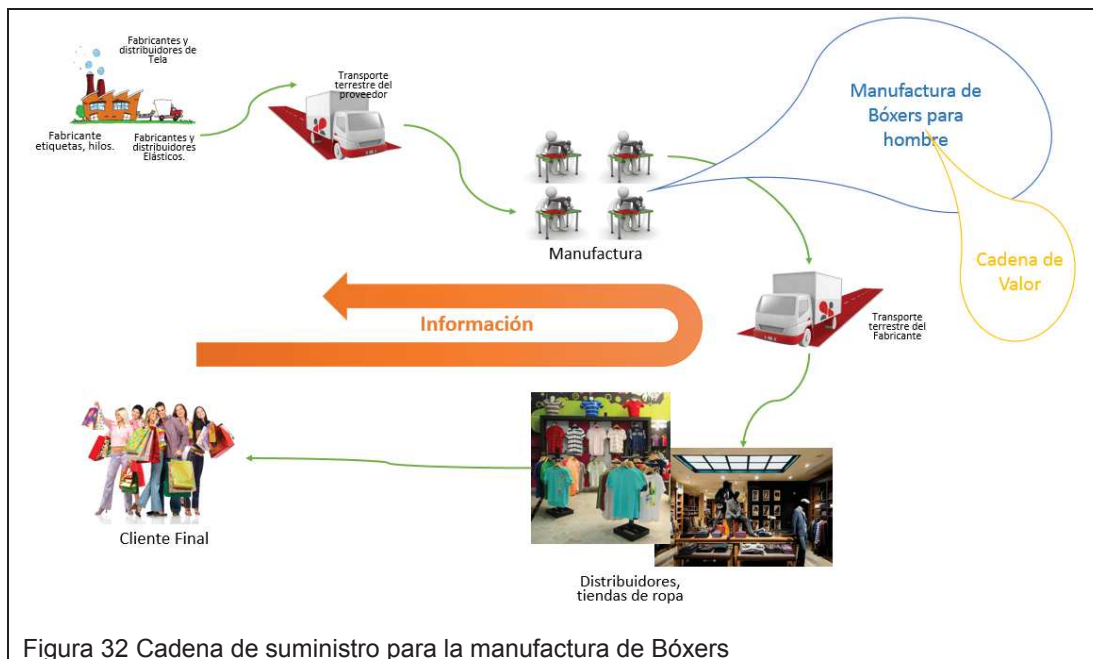 Fabricantes y
distribuidores de
Tela
Fabricante
etiquetas, hilos.
Fabricantes y
distribuidores
Elásticos.
Transporte
terrestre del
proveedor
Manufactura
Manufactura de
Bóxers para
hombre
Cadena de
Valor
Transporte
terrestre del
Fabricante
Información
Cliente Final
Distribuidores,
tiendas de ropa
Figura 32 Cadena de suministro para la manufactura de Bóxers